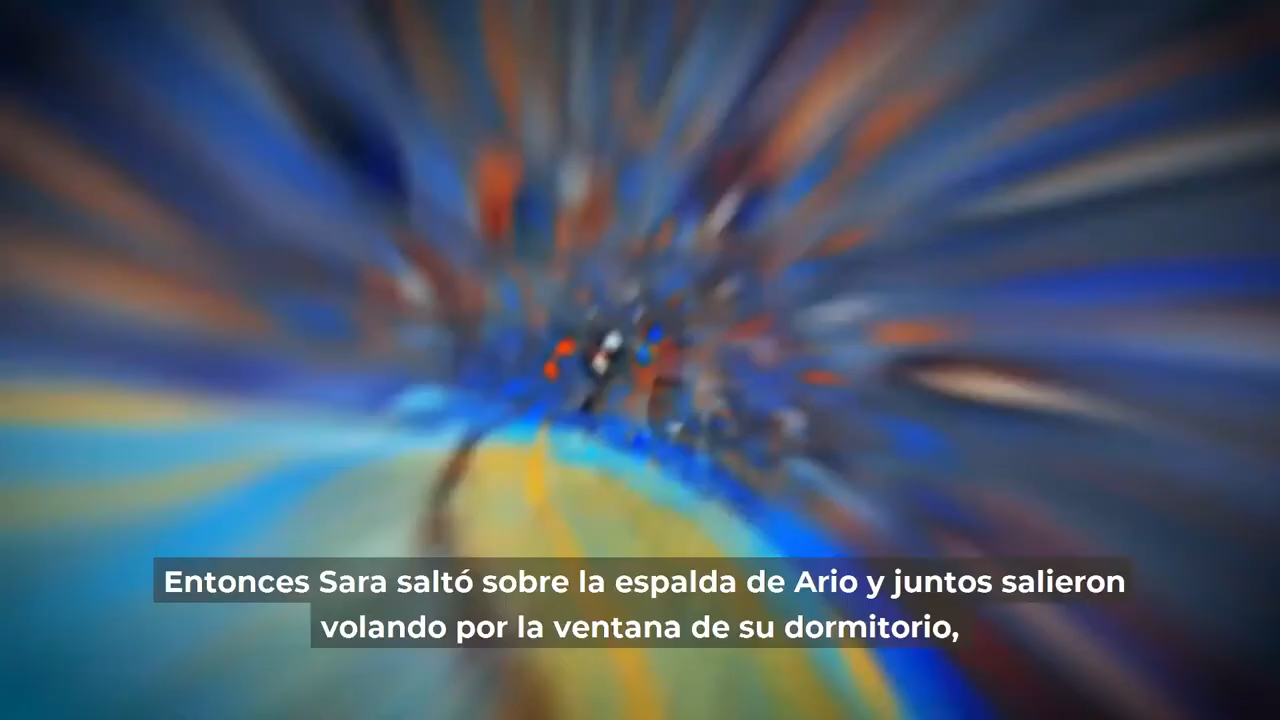 Entonces Sara saltó sobre la espalda de Ario y juntos salieron
volando por la ventana de su dormitorio,